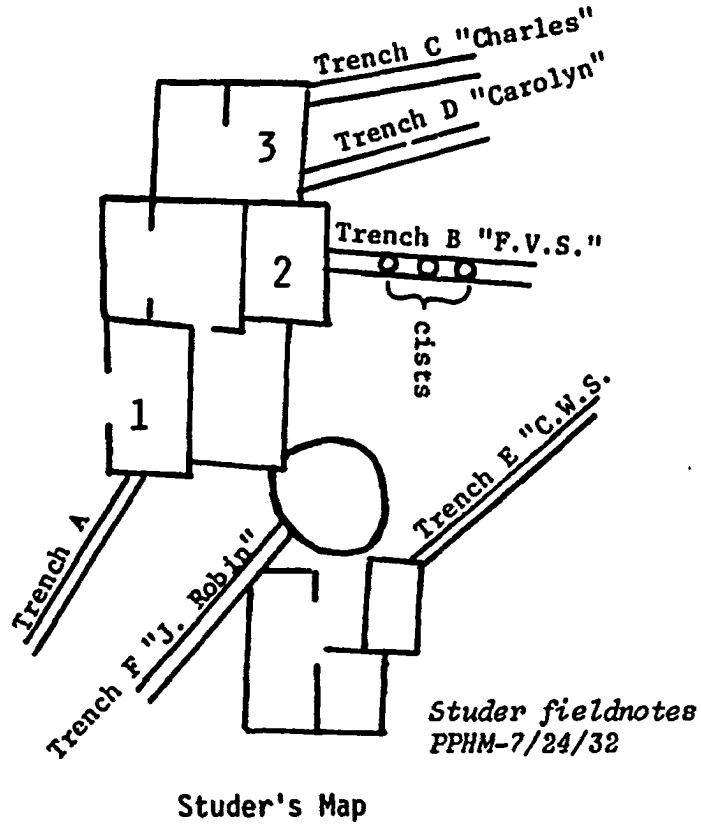 Trench C "Charles"
Trench D "Carolyn"
3
Trench B "F.V.S."
2
cists
1
Trench E "C.W.S.
Trench A
Trench F "J. Robin"
Studer fieldnotes
PPHM-7/24/32
Studer's Map